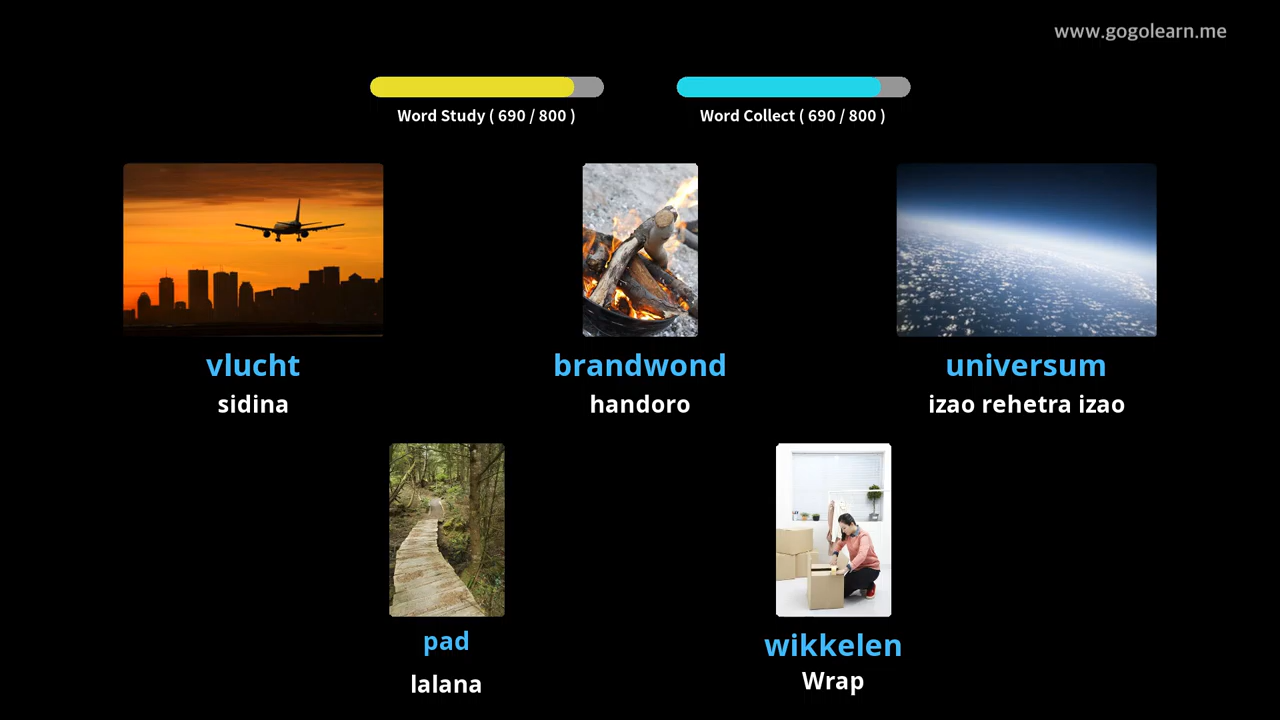 www.gogolearn.me
Word Study ( 690 / 800 )
Word Collect ( 690 / 800 )
vlucht
sidina
brandwond
handoro
universum
izao rehetra izao
pad
lalana
wikkelen
Wrap